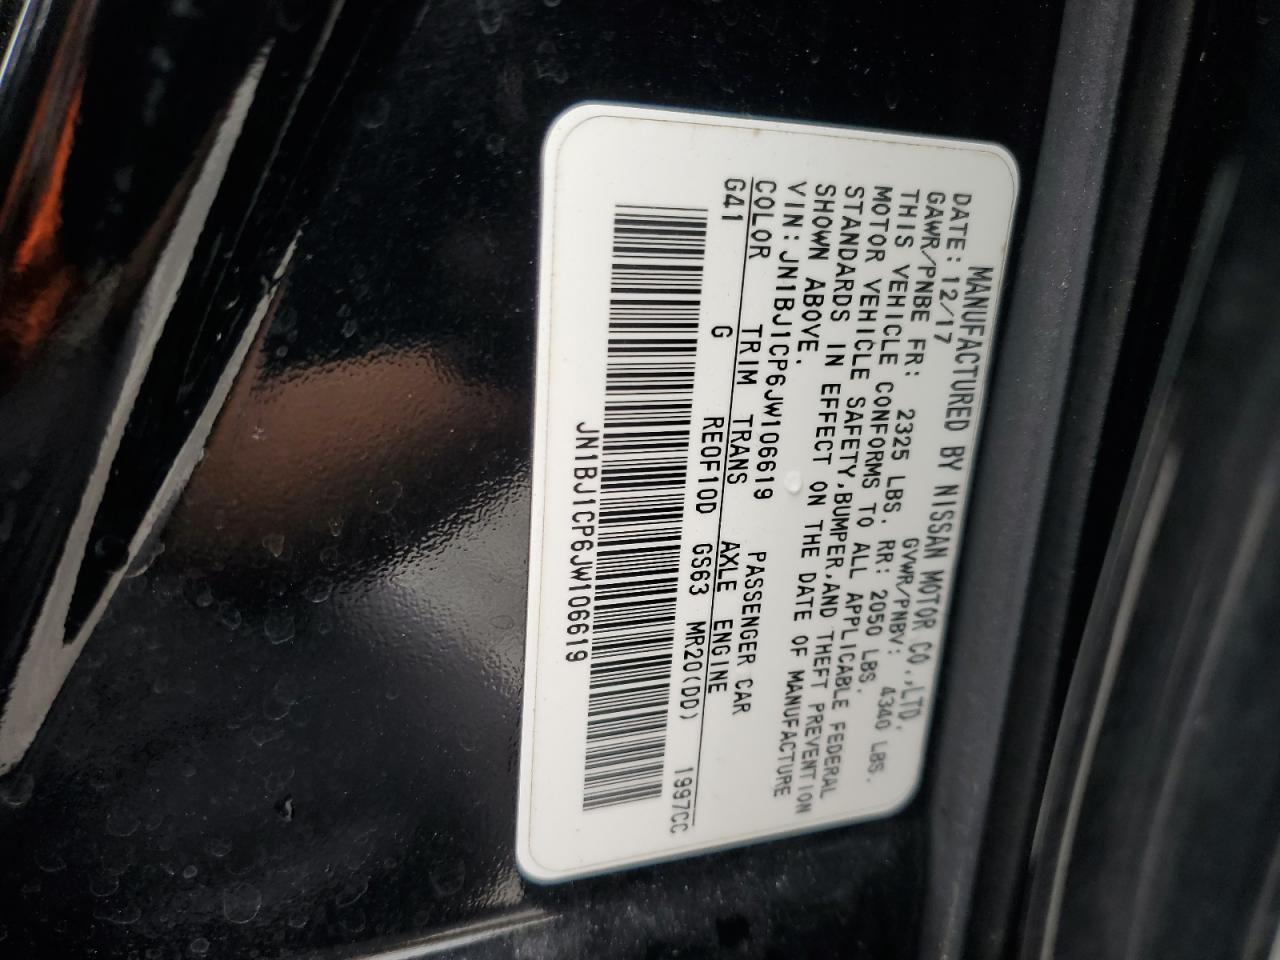 MANUFACTURED BY NISSAN MOTOR CO.,LTD.
DATE: 12/17 GVWR/PNBV: 4340 LBS.
GAWR/PNBE FR: 2325 LBS. RR: 2050 LBS.
THIS VEHICLE CONFORMS TO ALL APPLICABLE FEDERAL
MOTOR VEHICLE SAFETY,BUMPER,AND THEFT PREVENTION
STANDARDS IN EFFECT ON THE DATE OF MANUFACTURE
SHOWN ABOVE.
VIN:JN1BJ1CP6JW106619 PASSENGER CAR
COLOR TRIM TRANS AXLE ENGINE
G41 G RE0F10D GS63 MR20(DD) 1997CC
JN1BJ1CP6JW106619